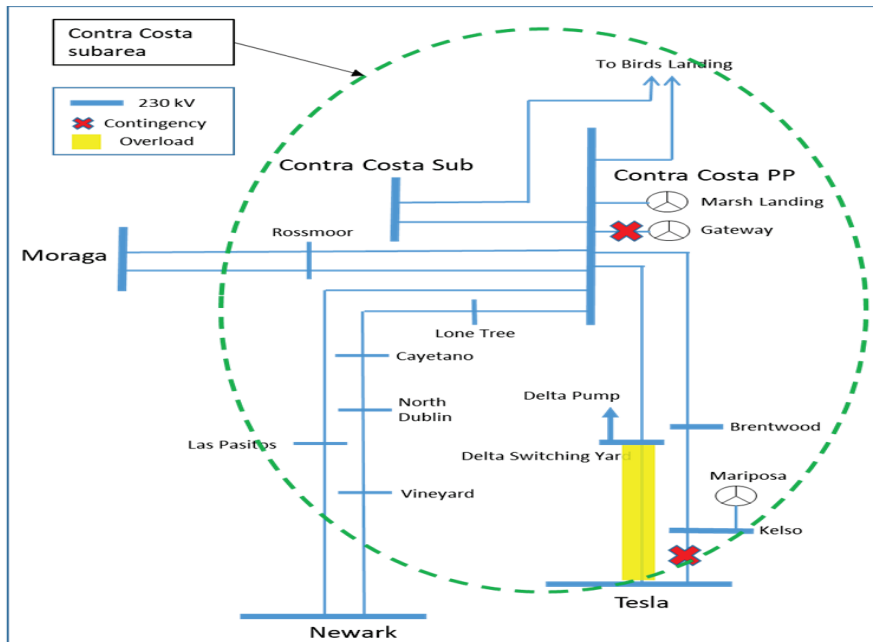 Contra Costa
subarea
230 kV
Contingency
Overload
To Birds Landing
Contra Costa Sub
Contra Costa PP
Marsh Landing
Rossmoor
Gateway
Moraga
Lone Tree
Cayetano
Delta Pump
North
Dublin
Brentwood
Las Pasitos
Delta Switching Yard
Mariposa
Vineyard
Kelso
Tesla
Newark